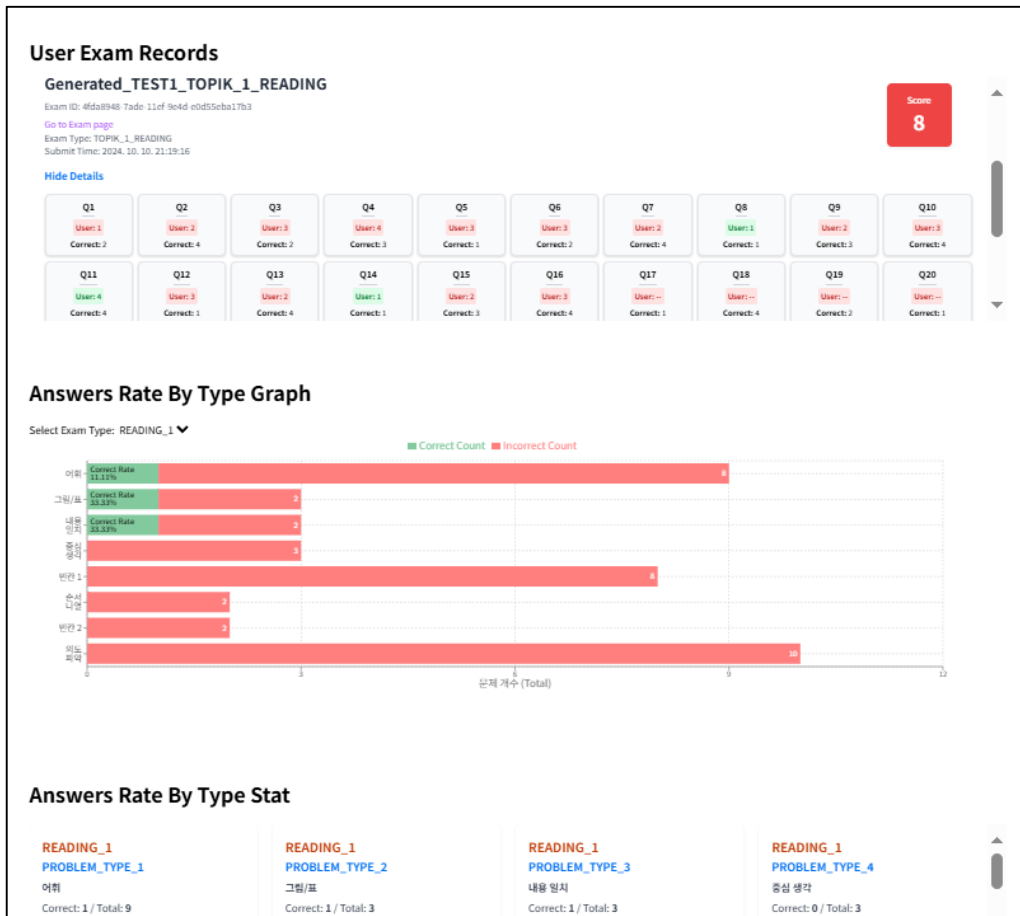 User Exam Records
Generated_TEST1_TOPIK_1_READING
Exam ID: 4fda8948-7ade-11ef-9e4d-e0d55eba17b3
Go to Exam page
Exam Type: TOPIK_1_READING
Submit Time: 2024. 10. 10. 21:19:16
Score
8
Hide Details
Q1 Q2 Q3 Q4 Q5 Q6 Q7 Q8 Q9 Q10
User: 1 User: 2 User: 3 User: 4 User: 3 User: 3 User: 2 User: 1 User: 2 User: 3
Correct: 2 Correct: 4 Correct: 2 Correct: 3 Correct: 1 Correct: 2 Correct: 4 Correct: 1 Correct: 3 Correct: 4
Q11 Q12 Q13 Q14 Q15 Q16 Q17 Q18 Q19 Q20
User: 4 User: 3 User: 2 User: 1 User: 2 User: 3 User: -- User: -- User: -- User: --
Correct: 4 Correct: 1 Correct: 4 Correct: 1 Correct: 3 Correct: 4 Correct: 1 Correct: 4 Correct: 2 Correct: 1
Answers Rate By Type Graph
Select Exam Type: READING_1
Correct Count Incorrect Count
어휘 Correct Rate 11.11% 8
그림/표 Correct Rate 33.33% 2
내용 일치 Correct Rate 33.33% 2
중심 생각 3
빈칸 1 8
순서 나열 2
빈칸 2 2
의도 파악 10
0 3 6 9 12
문제 개수 (Total)
Answers Rate By Type Stat
READING_1 READING_1 READING_1 READING_1
PROBLEM_TYPE_1 PROBLEM_TYPE_2 PROBLEM_TYPE_3 PROBLEM_TYPE_4
어휘 그림/표 내용 일치 중심 생각
Correct: 1 / Total: 9 Correct: 1 / Total: 3 Correct: 1 / Total: 3 Correct: 0 / Total: 3